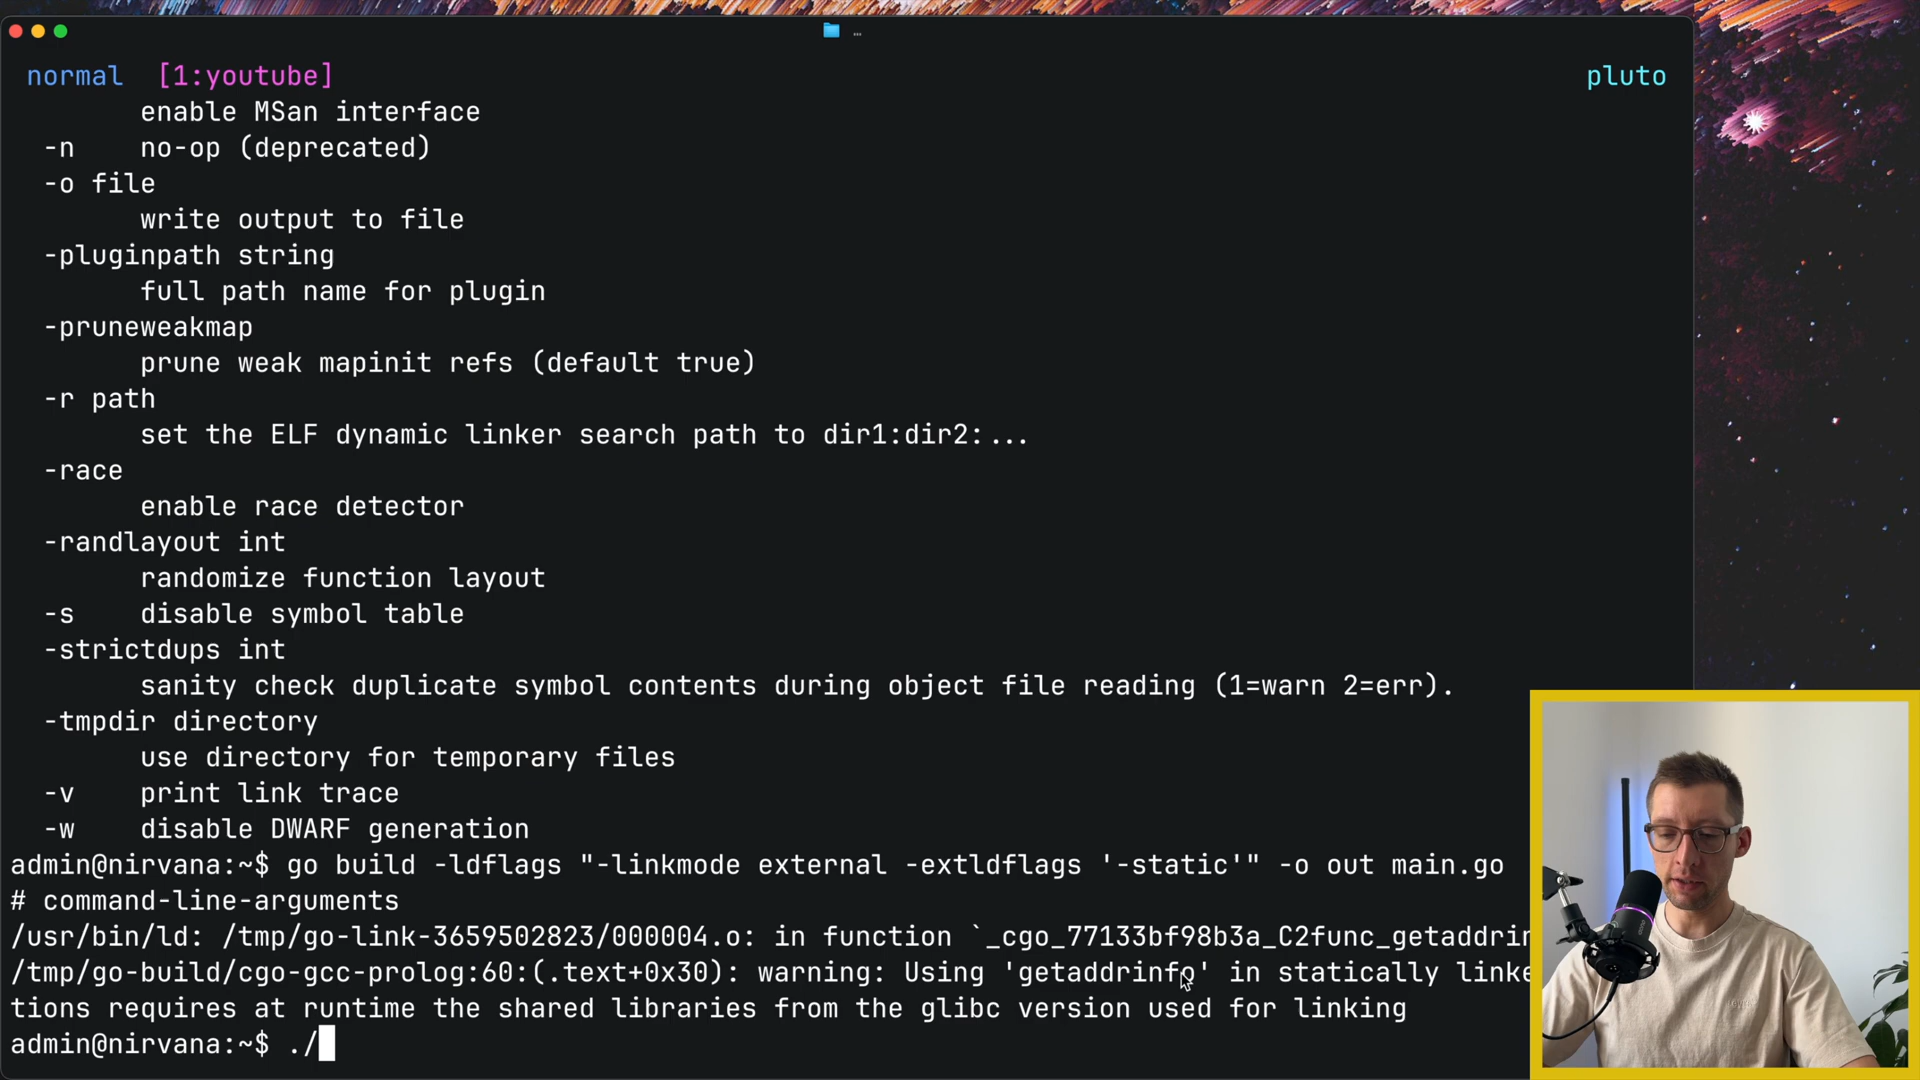 …
normal [1:youtube] pluto
enable MSan interface
-n no-op (deprecated)
-o file
write output to file
-pluginpath string
full path name for plugin
-pruneweakmap
prune weak mapinit refs (default true)
-r path
set the ELF dynamic linker search path to dir1:dir2:...
-race
enable race detector
-randlayout int
randomize function layout
-s disable symbol table
-strictdups int
sanity check duplicate symbol contents during object file reading (1=warn 2=err).
-tmpdir directory
use directory for temporary files
-v print link trace
-w disable DWARF generation
admin@nirvana:~$ go build -ldflags "-linkmode external -extldflags '-static'" -o out main.go
# command-line-arguments
/usr/bin/ld: /tmp/go-link-3659502823/000004.o: in function `_cgo_77133bf98b3a_C2func_getaddrin
/tmp/go-build/cgo-gcc-prolog:60:(.text+0x30): warning: Using 'getaddrinfo' in statically linke
tions requires at runtime the shared libraries from the glibc version used for linking
admin@nirvana:~$ ./